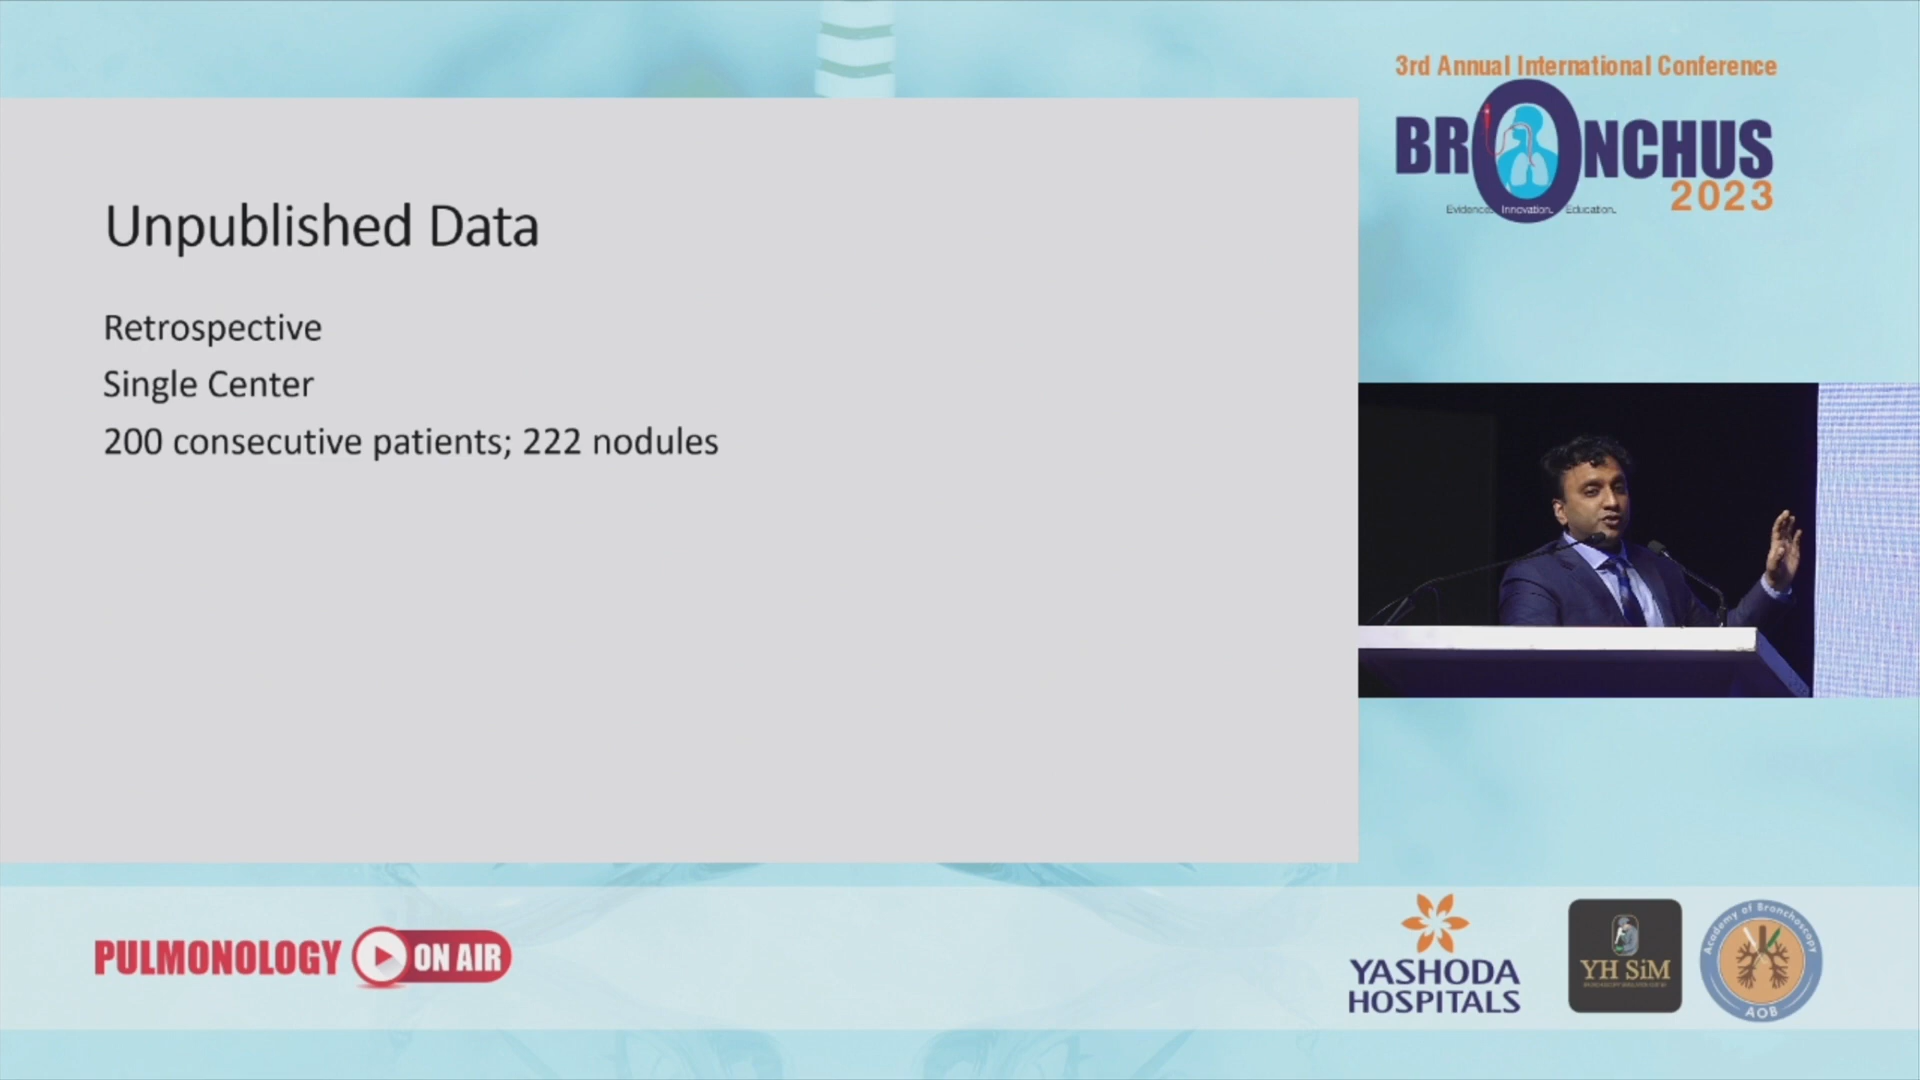 3rd Annual International Conference
BRONCHUS
2023
Evidence. Innovation. Education.
Unpublished Data
Retrospective
Single Center
200 consecutive patients; 222 nodules
PULMONOLOGY ON AIR
YASHODA
HOSPITALS
YH SiM
Academy of Bronchoscopy
AOB